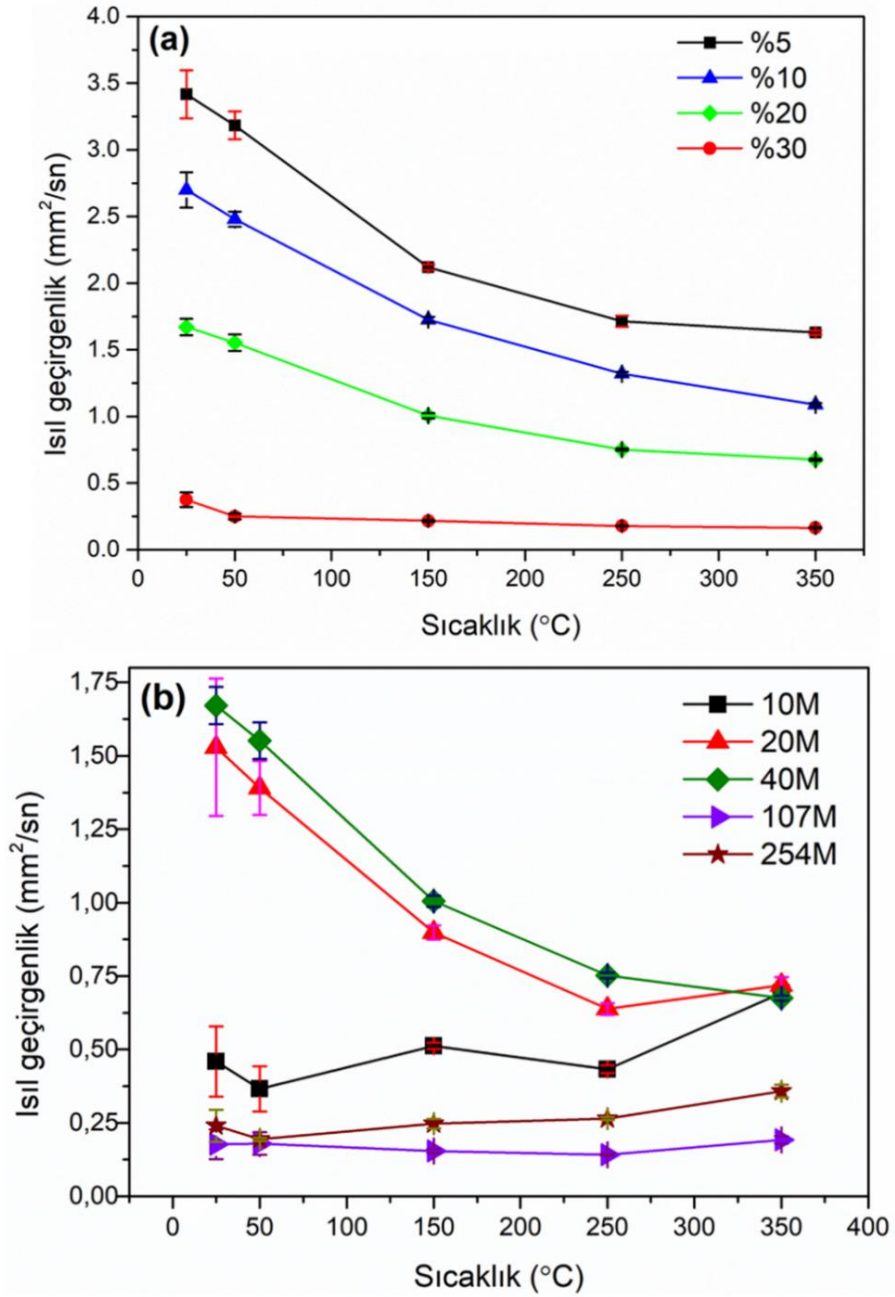 (a)
%5
%10
%20
%30
4.0
3.5
3.0
2.5
2.0
1.5
1.0
0.5
0.0
Isıl geçirgenlik (mm²/sn)
0 50 100 150 200 250 300 350
Sıcaklık (°C)
(b)
10M
20M
40M
107M
254M
1,75
1,50
1,25
1,00
0,75
0,50
0,25
0,00
Isıl geçirgenlik (mm²/sn)
0 50 100 150 200 250 300 350 400
Sıcaklık (°C)